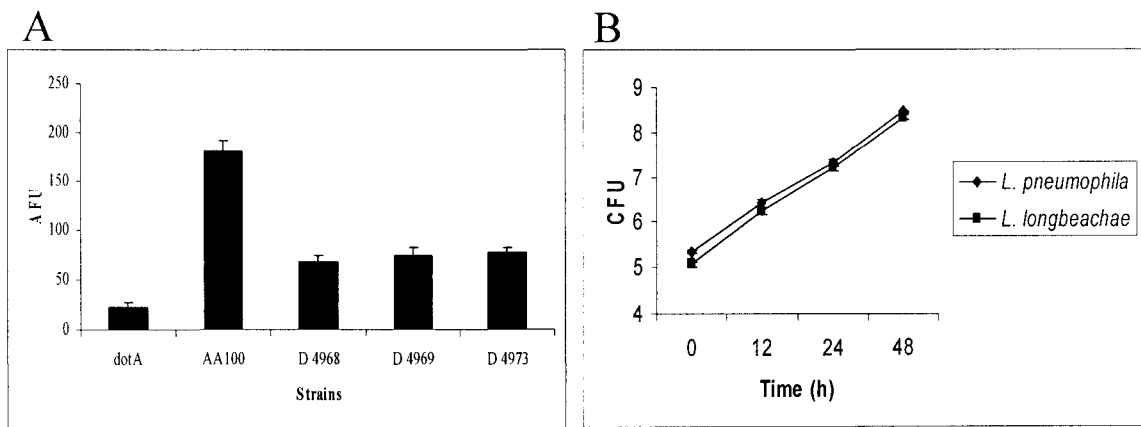 A
250
200
150
100
50
0
A FU
dotA
AA100
D 4968
D 4969
D 4973
Strains
B
9
8
7
6
5
4
CFU
0
12
24
48
Time (h)
L. pneumophila
L. longbeachae